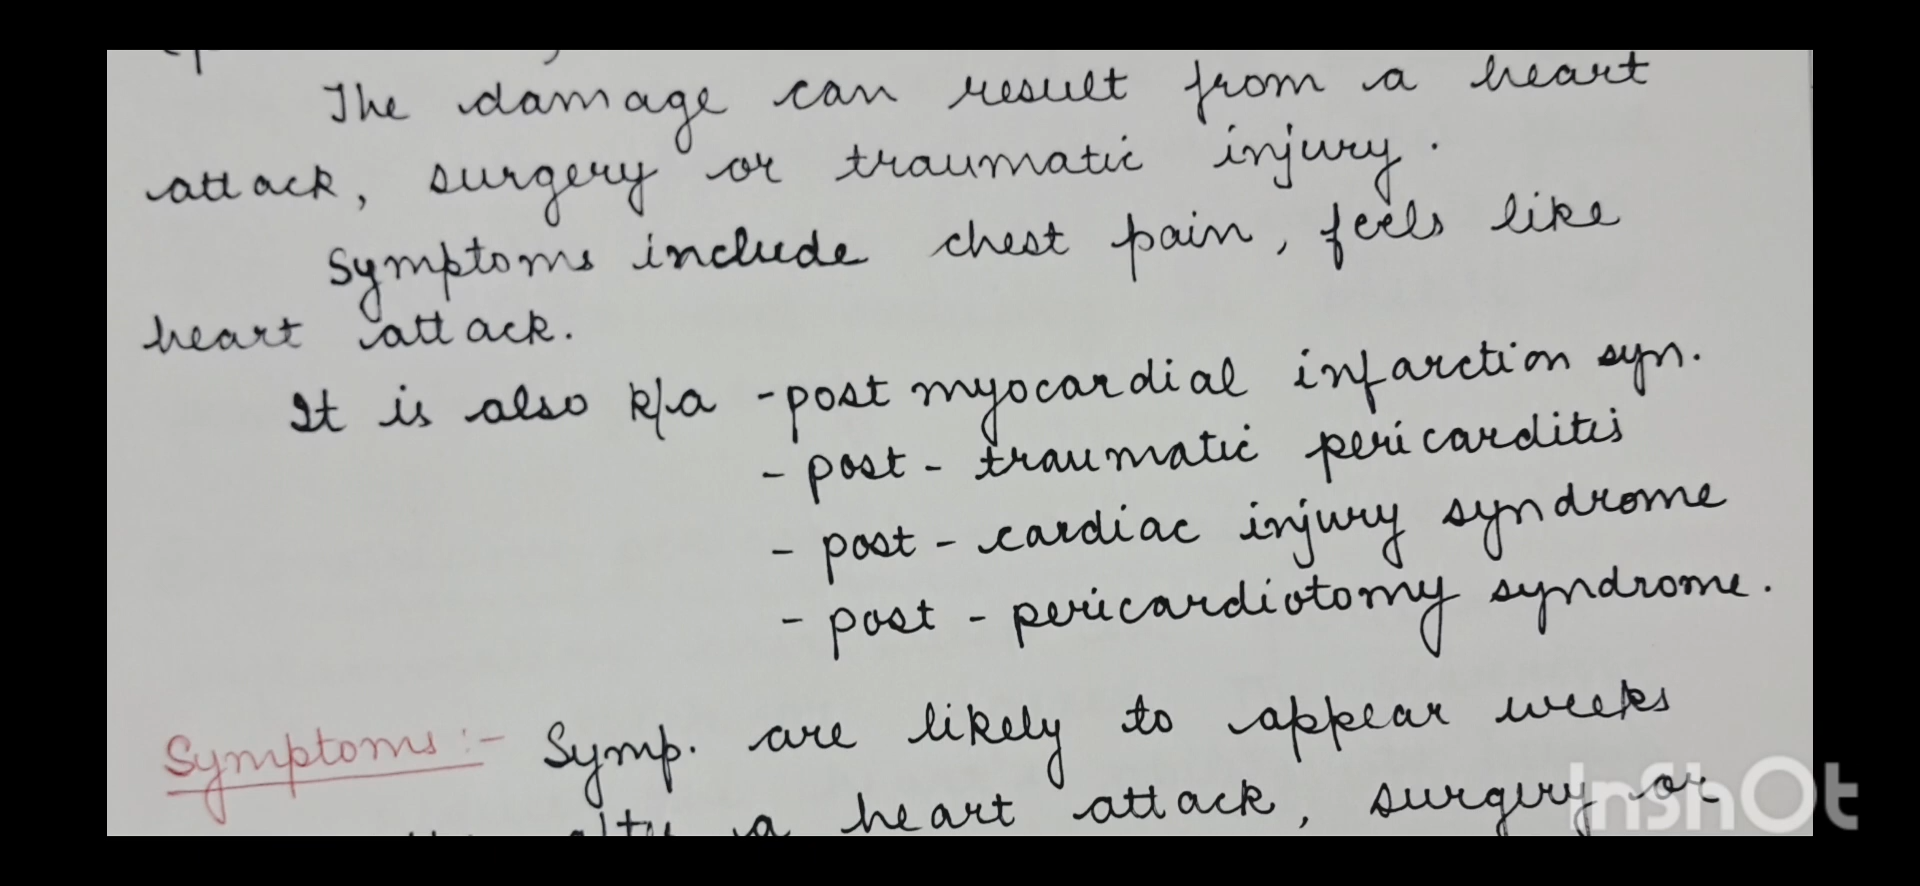 The damage can result from a heart
attack, surgery or traumatic injury.
Symptoms include chest pain, feels like
heart attack.
It is also k/a - post myocardial infarction syn.
- post - traumatic pericarditis
- post - cardiac injury syndrome
- post - pericardiotomy syndrome.
Symptoms :- Symp. are likely to appear weeks
a heart attack, surgery or
InShOt